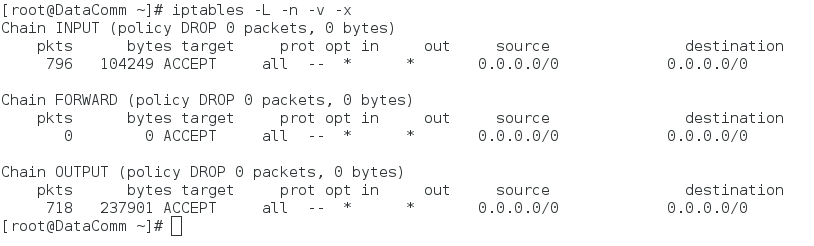 [root@DataComm ~]# iptables -L -n -v -x
Chain INPUT (policy DROP 0 packets, 0 bytes)
    pkts      bytes target     prot opt in     out     source               destination
     796   104249 ACCEPT     all  --  *      *       0.0.0.0/0            0.0.0.0/0

Chain FORWARD (policy DROP 0 packets, 0 bytes)
    pkts      bytes target     prot opt in     out     source               destination
       0        0 ACCEPT     all  --  *      *       0.0.0.0/0            0.0.0.0/0

Chain OUTPUT (policy DROP 0 packets, 0 bytes)
    pkts      bytes target     prot opt in     out     source               destination
     718   237901 ACCEPT     all  --  *      *       0.0.0.0/0            0.0.0.0/0
[root@DataComm ~]#